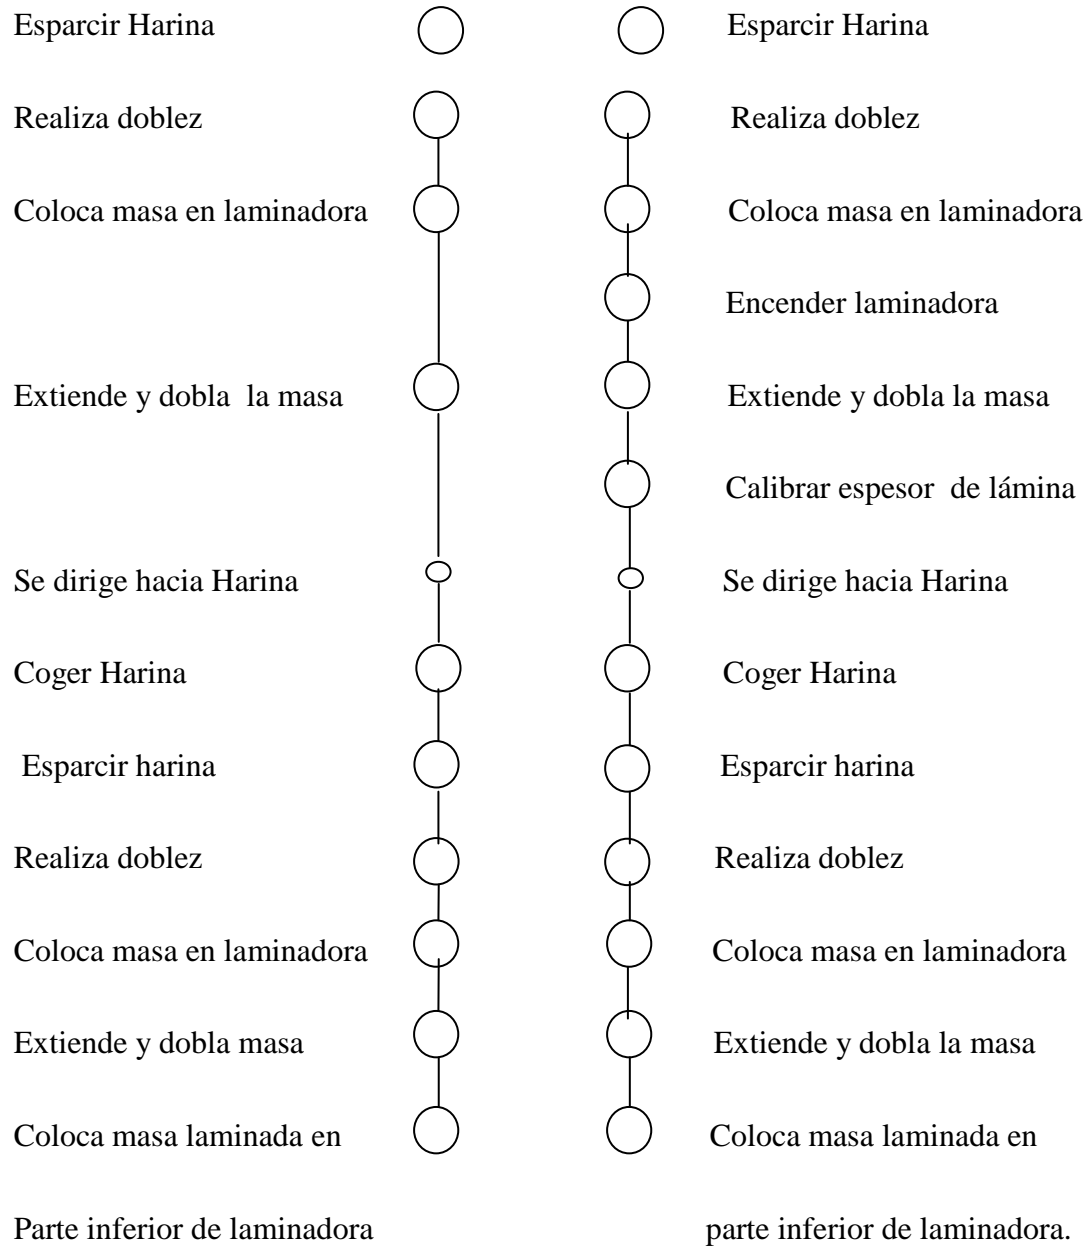 Esparcir Harina Esparcir Harina
Realiza doblez Realiza doblez
Coloca masa en laminadora Coloca masa en laminadora
Encender laminadora
Extiende y dobla  la masa Extiende y dobla la masa
Calibrar espesor  de lámina
Se dirige hacia Harina Se dirige hacia Harina
Coger Harina Coger Harina
Esparcir harina Esparcir harina
Realiza doblez Realiza doblez
Coloca masa en laminadora Coloca masa en laminadora
Extiende y dobla masa Extiende y dobla la masa
Coloca masa laminada en Coloca masa laminada en
Parte inferior de laminadora parte inferior de laminadora.